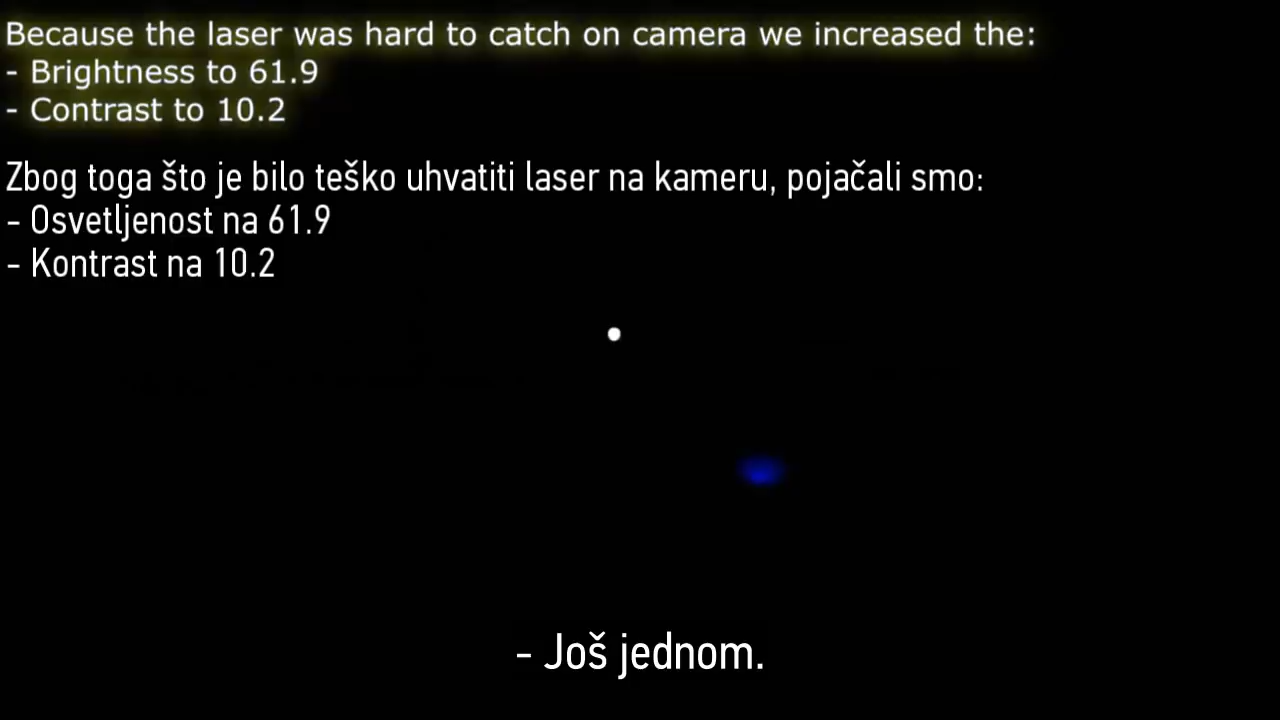 Because the laser was hard to catch on camera we increased the:
- Brightness to 61.9
- Contrast to 10.2
Zbog toga što je bilo teško uhvatiti laser na kameru, pojačali smo:
- Osvetljenost na 61.9
- Kontrast na 10.2
- Još jednom.